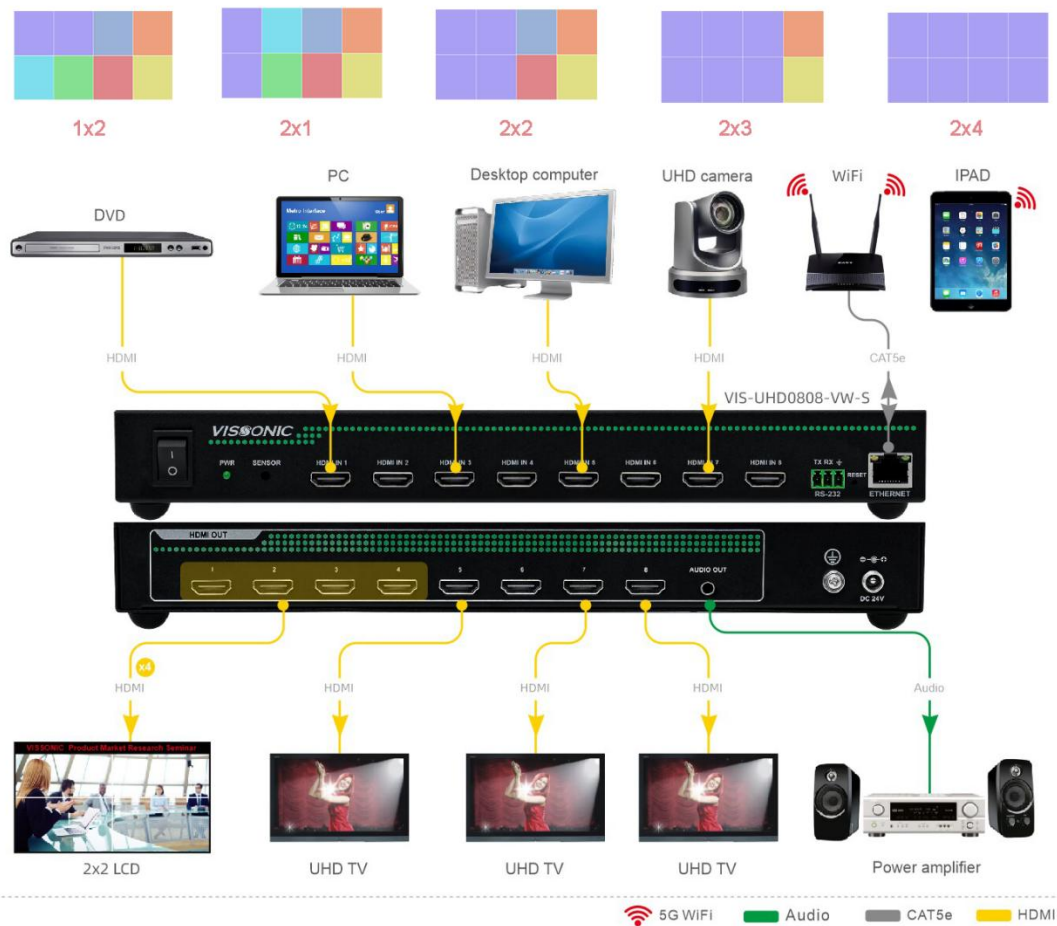 1x2
2x1
2x2
2x3
2x4
DVD
PC
Desktop computer
UHD camera
WiFi
IPAD
HDMI
HDMI
HDMI
HDMI
CAT5e
VIS-UHD0808-VW-S
VISSONIC
PWR
SENSOR
HDMI IN 1
HDMI IN 2
HDMI IN 3
HDMI IN 4
HDMI IN 5
HDMI IN 6
HDMI IN 7
HDMI IN 8
TX RX
RS-232
RESET
ETHERNET
HDMI OUT
1
2
3
4
5
6
7
8
AUDIO OUT
DC 24V
x4
HDMI
HDMI
HDMI
HDMI
Audio
VISSONIC Product Market Research Seminar
2x2 LCD
UHD TV
UHD TV
UHD TV
Power amplifier
5G WiFi
Audio
CAT5e
HDMI